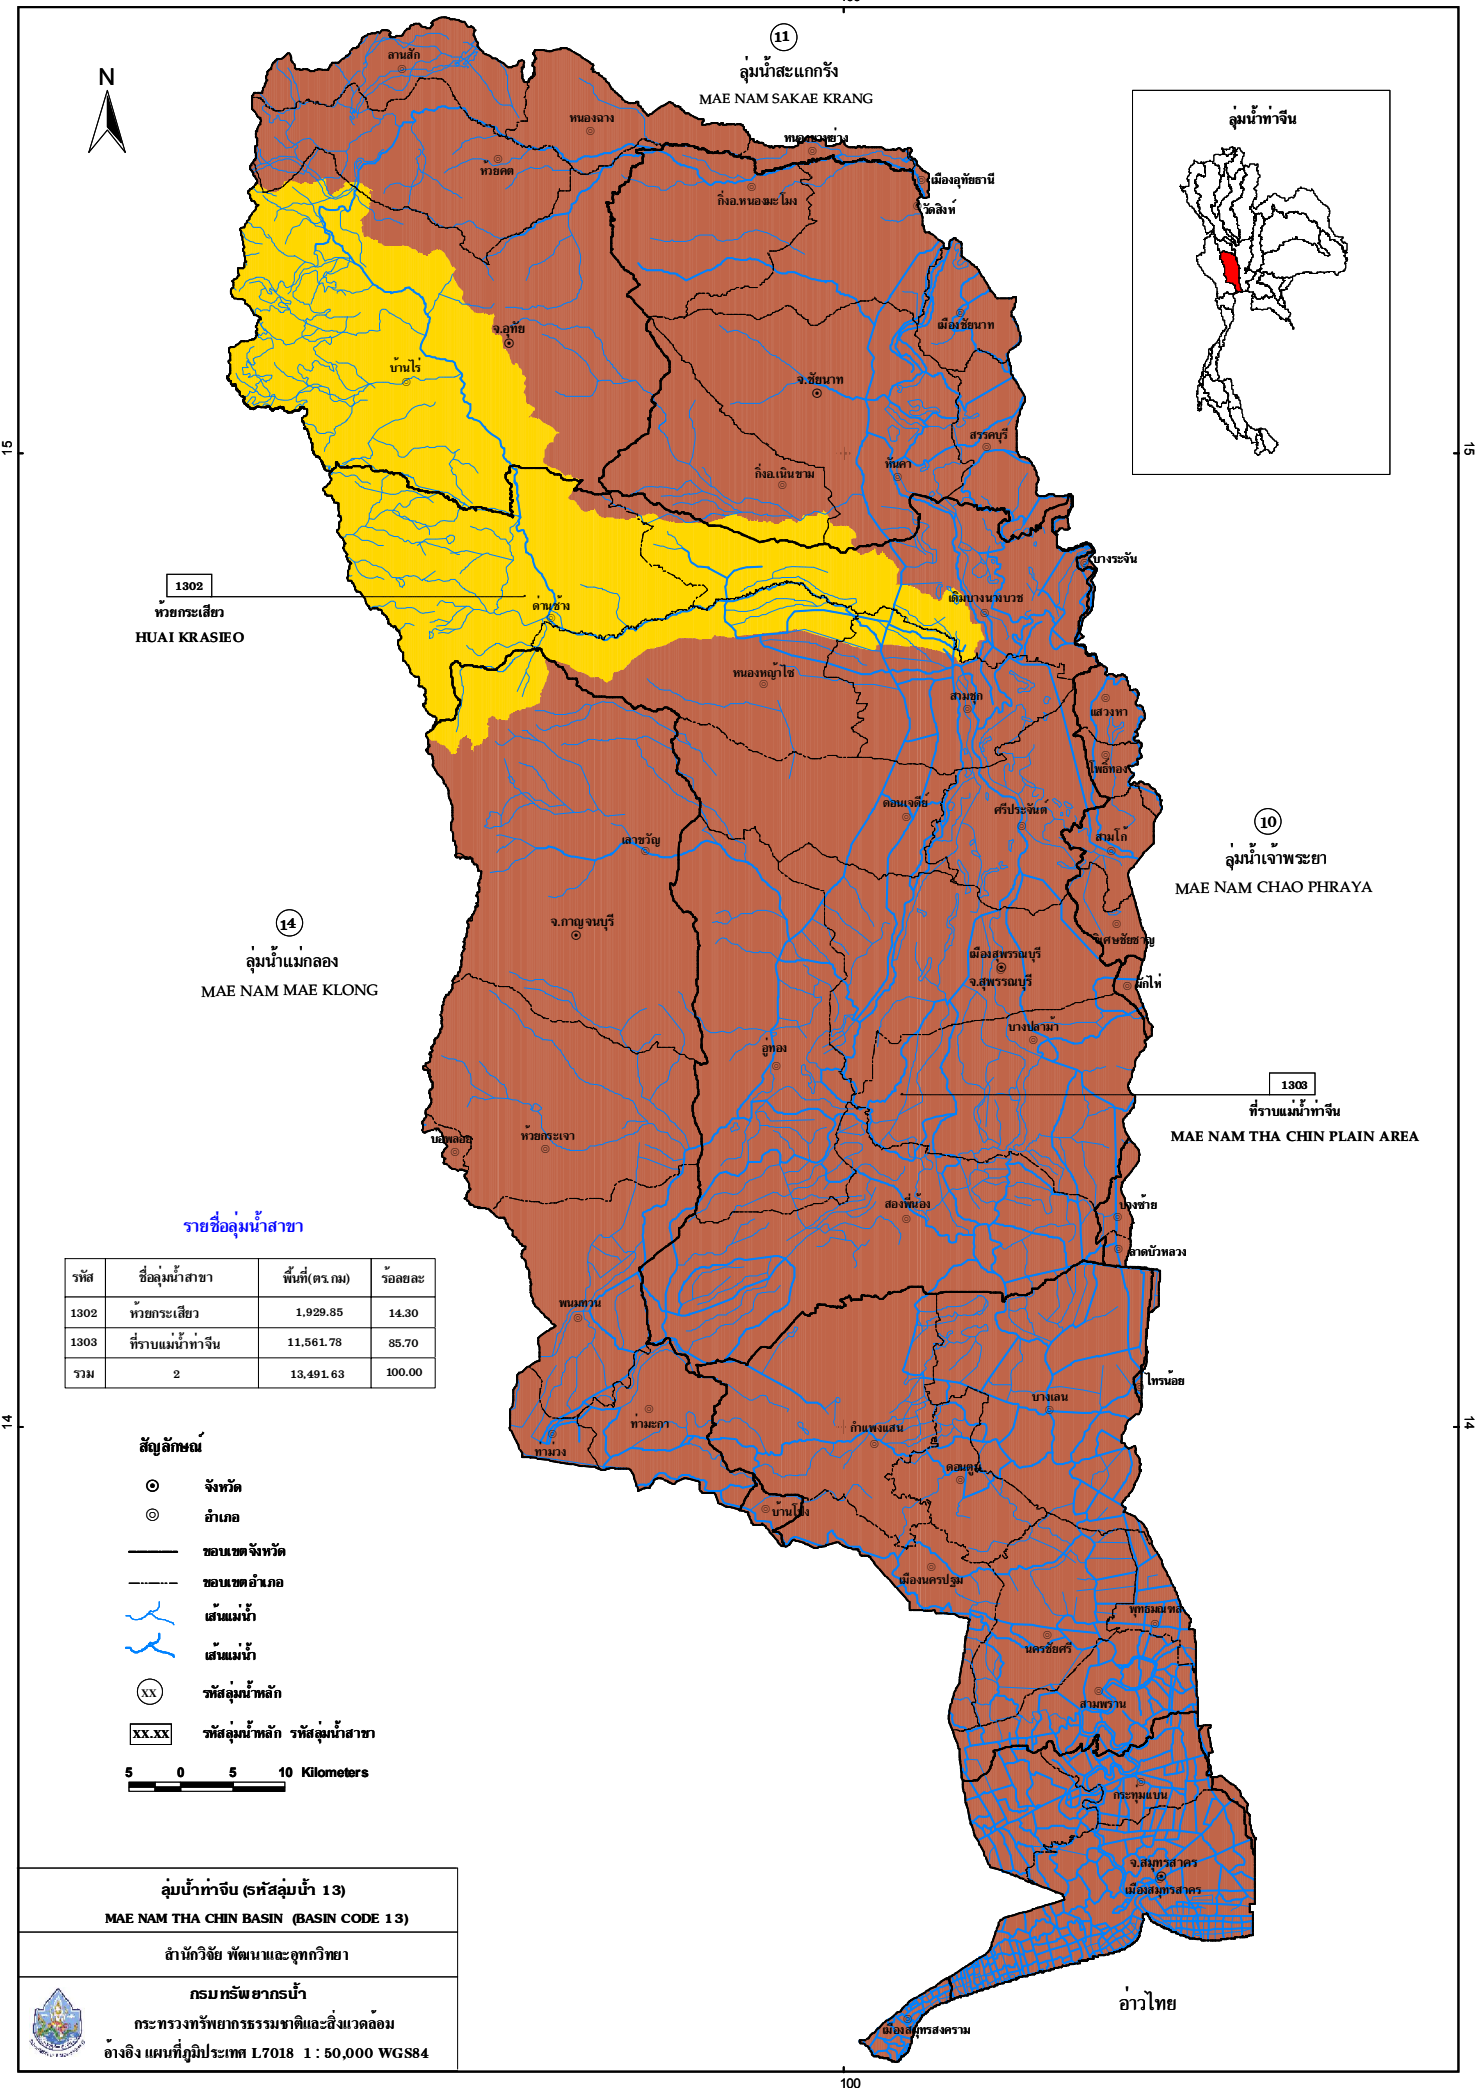 N
11
ลุ่มน้ำสะแกกรัง
MAE NAM SAKAE KRANG
ลุ่มน้ำท่าจีน
ลานสัก
หนองฉาง
หนองขาหย่าง
ห้วยคต
เมืองอุทัยธานี
กิ่งอ.หนองมะโมง
วัดสิงห์
เมืองชัยนาท
จ.อุทัย
บ้านไร่
จ.ชัยนาท
สรรคบุรี
15
15
หันคา
กิ่งอ.เนินขาม
บางระจัน
1302
ห้วยกระเสียว
HUAI KRASIEO
ด่านช้าง
เดิมบางนางบวช
หนองหญ้าไซ
สามชุก
แสวงหา
โพธิ์ทอง
ดอนเจดีย์
ศรีประจันต์
10
ลุ่มน้ำเจ้าพระยา
MAE NAM CHAO PHRAYA
เลาขวัญ
สามโก้
14
ลุ่มน้ำแม่กลอง
MAE NAM MAE KLONG
จ.กาญจนบุรี
วิเศษชัยชาญ
เมืองสุพรรณบุรี
จ.สุพรรณบุรี
ผักไห่
บางปลาม้า
อู่ทอง
1303
ที่ราบแม่น้ำท่าจีน
MAE NAM THA CHIN PLAIN AREA
บ่อพลอย
ห้วยกระเจา
สองพี่น้อง
บางซ้าย
ลาดบัวหลวง
รายชื่อลุ่มน้ำสาขา
รหัส ชื่อลุ่มน้ำสาขา พื้นที่(ตร.กม) ร้อลยละ
1302 ห้วยกระเสียว 1,929.85 14.30
1303 ที่ราบแม่น้ำท่าจีน 11,561.78 85.70
รวม 2 13,491.63 100.00
พนมทวน
ไทรน้อย
บางเลน
ท่ามะกา
กำแพงแสน
14
14
ท่าม่วง
ดอนตูม
บ้านโป่ง
เมืองนครปฐม
พุทธมณฑล
นครชัยศรี
สามพราน
กระทุ่มแบน
จ.สมุทรสาคร
เมืองสมุทรสาคร
เมืองสมุทรสงคราม
อ่าวไทย
สัญลักษณ์
จังหวัด
อำเภอ
ขอบเขตจังหวัด
ขอบเขตอำเภอ
เส้นแม่น้ำ
เส้นแม่น้ำ
XX รหัสลุ่มน้ำหลัก
XX.XX รหัสลุ่มน้ำหลัก รหัสลุ่มน้ำสาขา
5 0 5 10 Kilometers
ลุ่มน้ำท่าจีน (รหัสลุ่มน้ำ 13)
MAE NAM THA CHIN BASIN (BASIN CODE 13)
สำนักวิจัย พัฒนาและอุทกวิทยา
กรมทรัพยากรน้ำ
กระทรวงทรัพยากรธรรมชาติและสิ่งแวดล้อม
อ้างอิง แผนที่ภูมิประเทศ L7018 1 : 50,000 WGS84
100